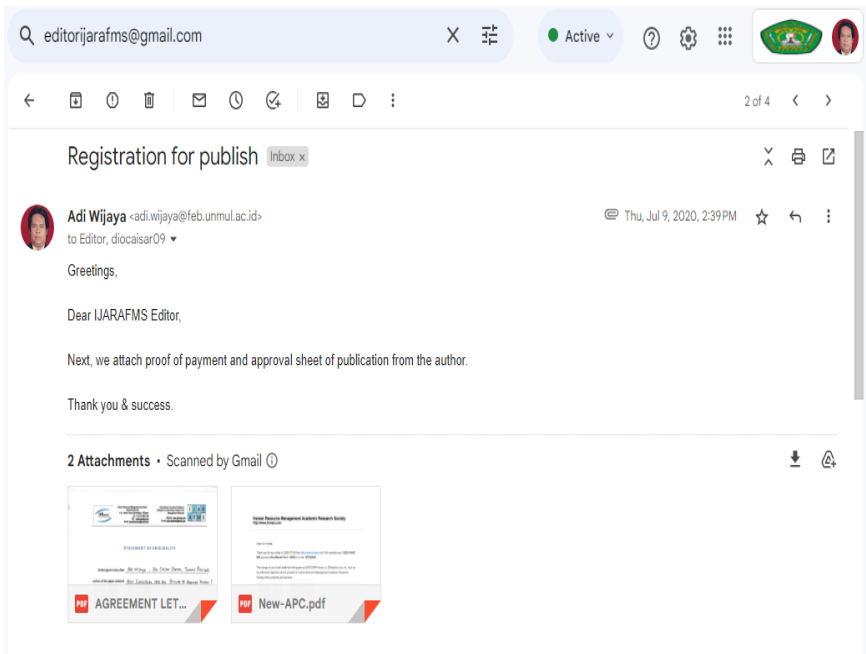 editorijarafms@gmail.com
Active
2 of 4
Registration for publish Inbox x
Adi Wijaya <adi.wijaya@feb.unmul.ac.id>
Thu, Jul 9, 2020, 2:39 PM
to Editor, diocaisar09
Greetings,
Dear IJARAFMS Editor,
Next, we attach proof of payment and approval sheet of publication from the author.
Thank you & success.
2 Attachments • Scanned by Gmail
STATEMENT OF ORIGINALITY
Human Resource Management Academic Research Society
PDF AGREEMENT LET...
PDF New-APC.pdf